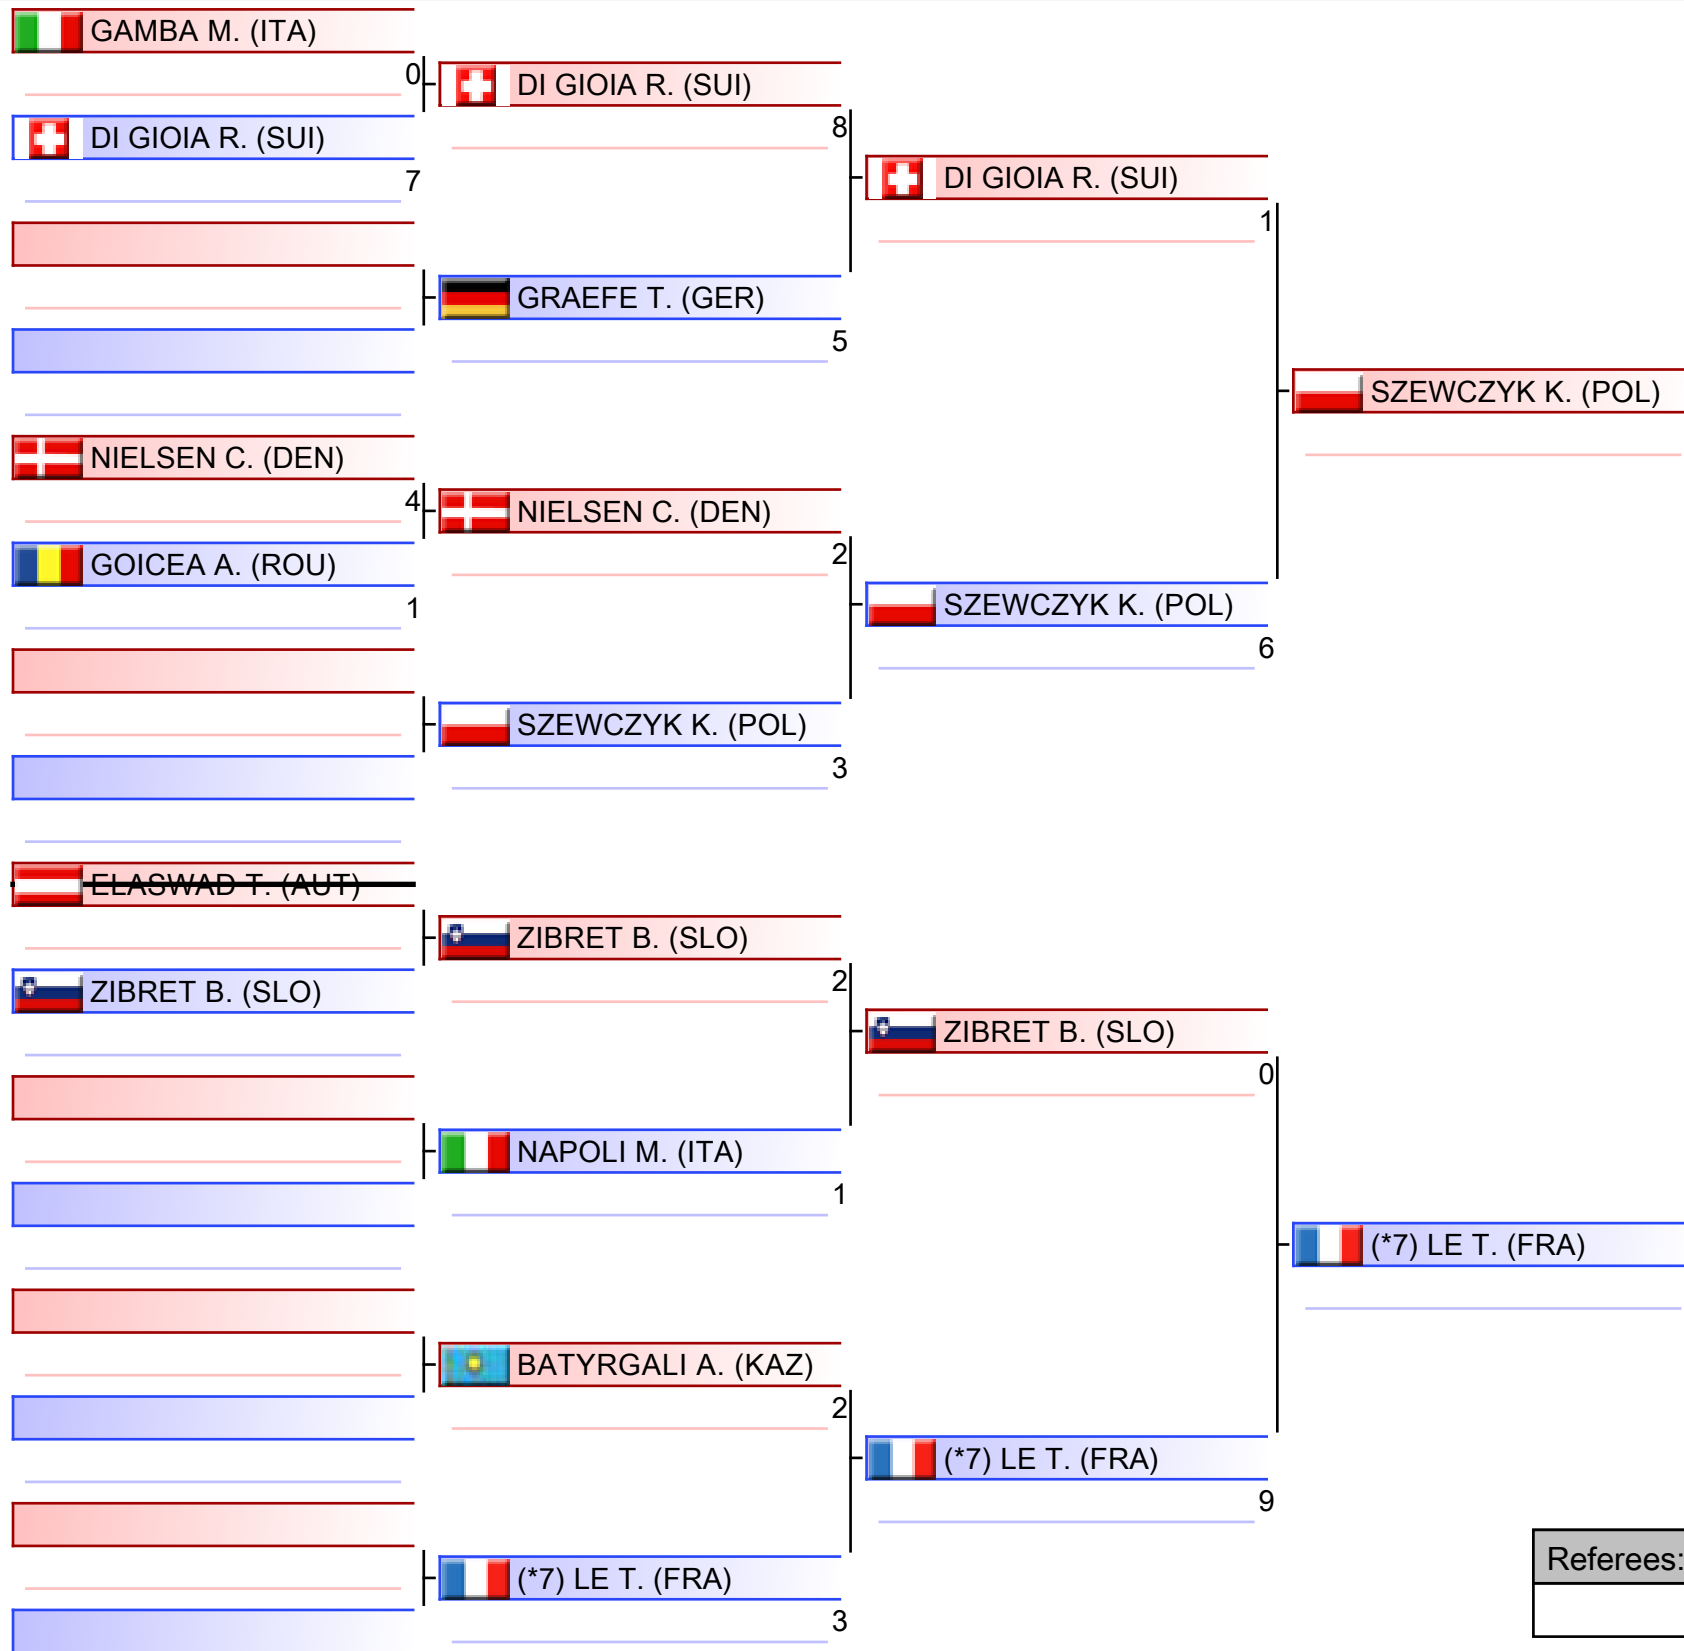 GAMBA M. (ITA)
0
DI GIOIA R. (SUI)
7
NIELSEN C. (DEN)
4
GOICEA A. (ROU)
1
ELASWAD T. (AUT)
ZIBRET B. (SLO)
DI GIOIA R. (SUI)
8
GRAEFE T. (GER)
5
NIELSEN C. (DEN)
2
SZEWCZYK K. (POL)
3
ZIBRET B. (SLO)
2
NAPOLI M. (ITA)
1
BATYRGALI A. (KAZ)
2
(*7) LE T. (FRA)
3
DI GIOIA R. (SUI)
1
SZEWCZYK K. (POL)
6
ZIBRET B. (SLO)
0
(*7) LE T. (FRA)
9
SZEWCZYK K. (POL)
(*7) LE T. (FRA)
Referees: